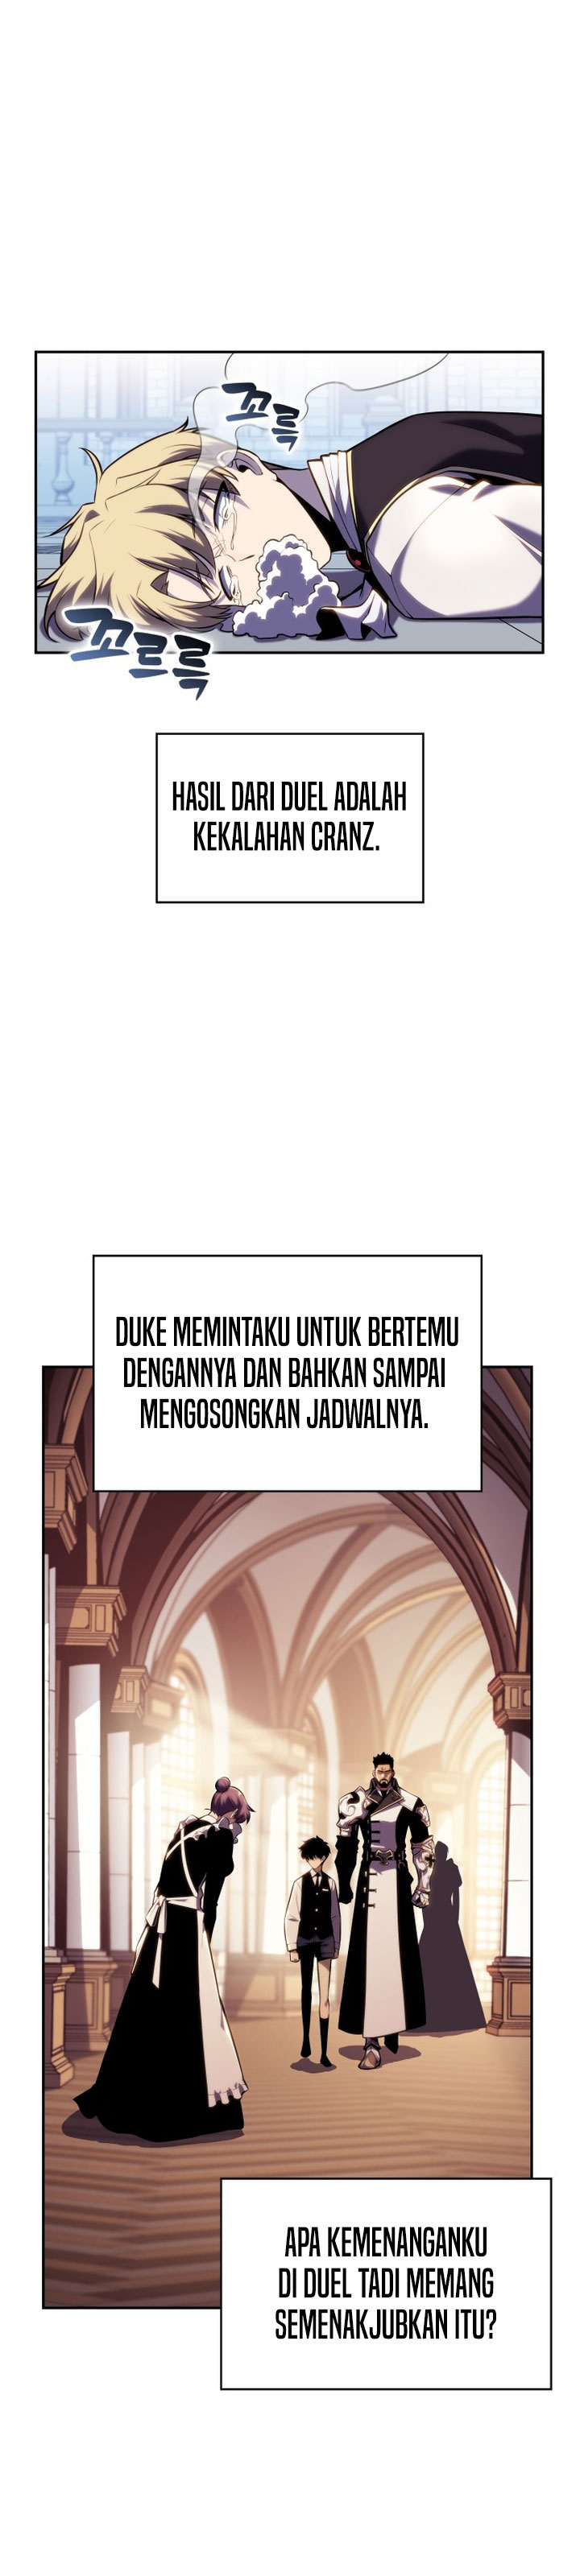 꼬륵
꼬르륵
HASIL DARI DUEL ADALAH
KEKALAHAN CRANZ.
DUKE MEMINTAKU UNTUK BERTEMU
DENGANNYA DAN BAHKAN SAMPAI
MENGOSONGKAN JADWALNYA.
APA KEMENANGANKU
DI DUEL TADI MEMANG
SEMENAKJUBKAN ITU?